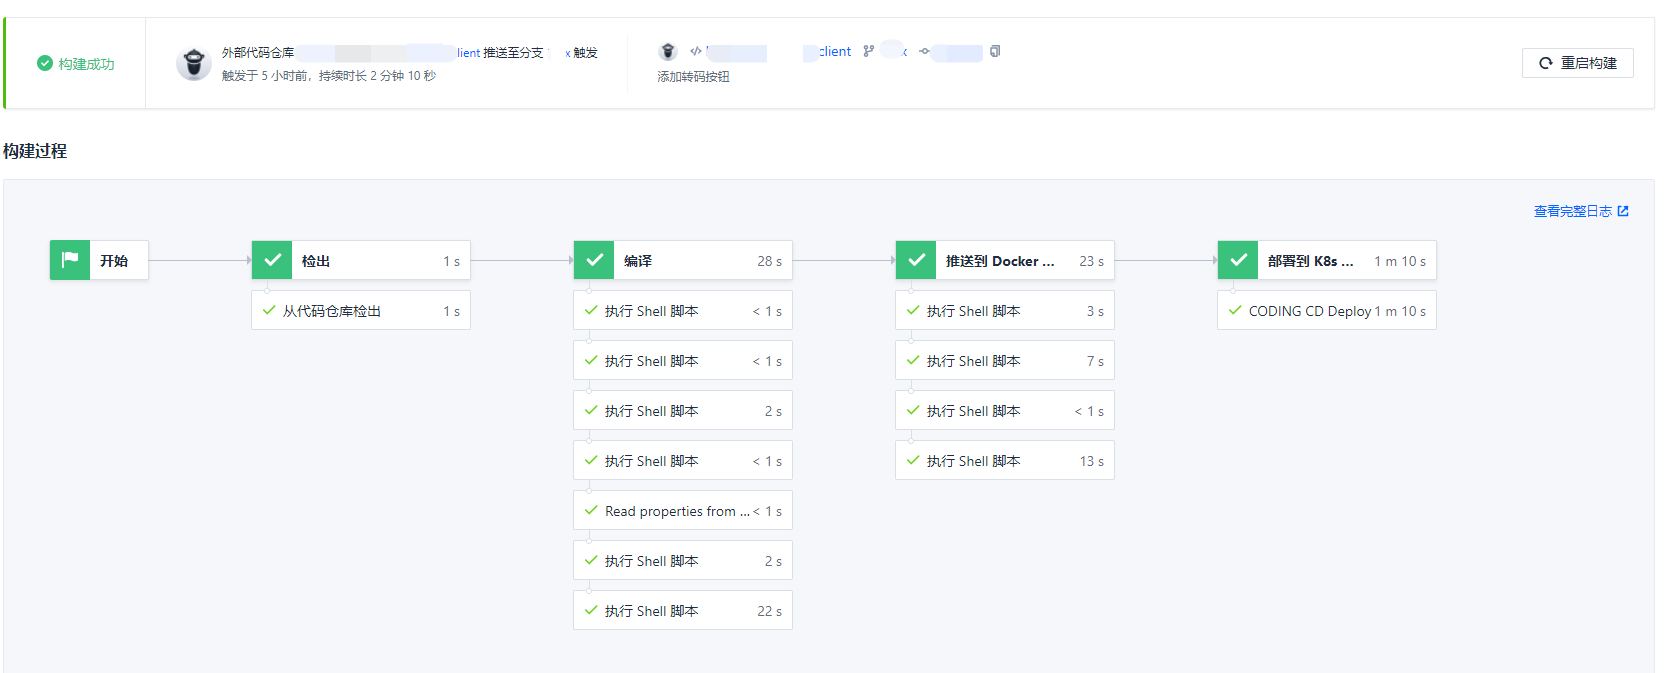 构建成功
外部代码仓库 lient 推送至分支 x 触发
触发于 5 小时前，持续时长 2 分钟 10 秒
client x
添加转码按钮
重启构建
构建过程
查看完整日志
开始
检出 1 s
从代码仓库检出 1 s
编译 28 s
执行 Shell 脚本 < 1 s
执行 Shell 脚本 < 1 s
执行 Shell 脚本 2 s
执行 Shell 脚本 < 1 s
Read properties from ... < 1 s
执行 Shell 脚本 2 s
执行 Shell 脚本 22 s
推送到 Docker ... 23 s
执行 Shell 脚本 3 s
执行 Shell 脚本 7 s
执行 Shell 脚本 < 1 s
执行 Shell 脚本 13 s
部署到 K8s ... 1 m 10 s
CODING CD Deploy 1 m 10 s